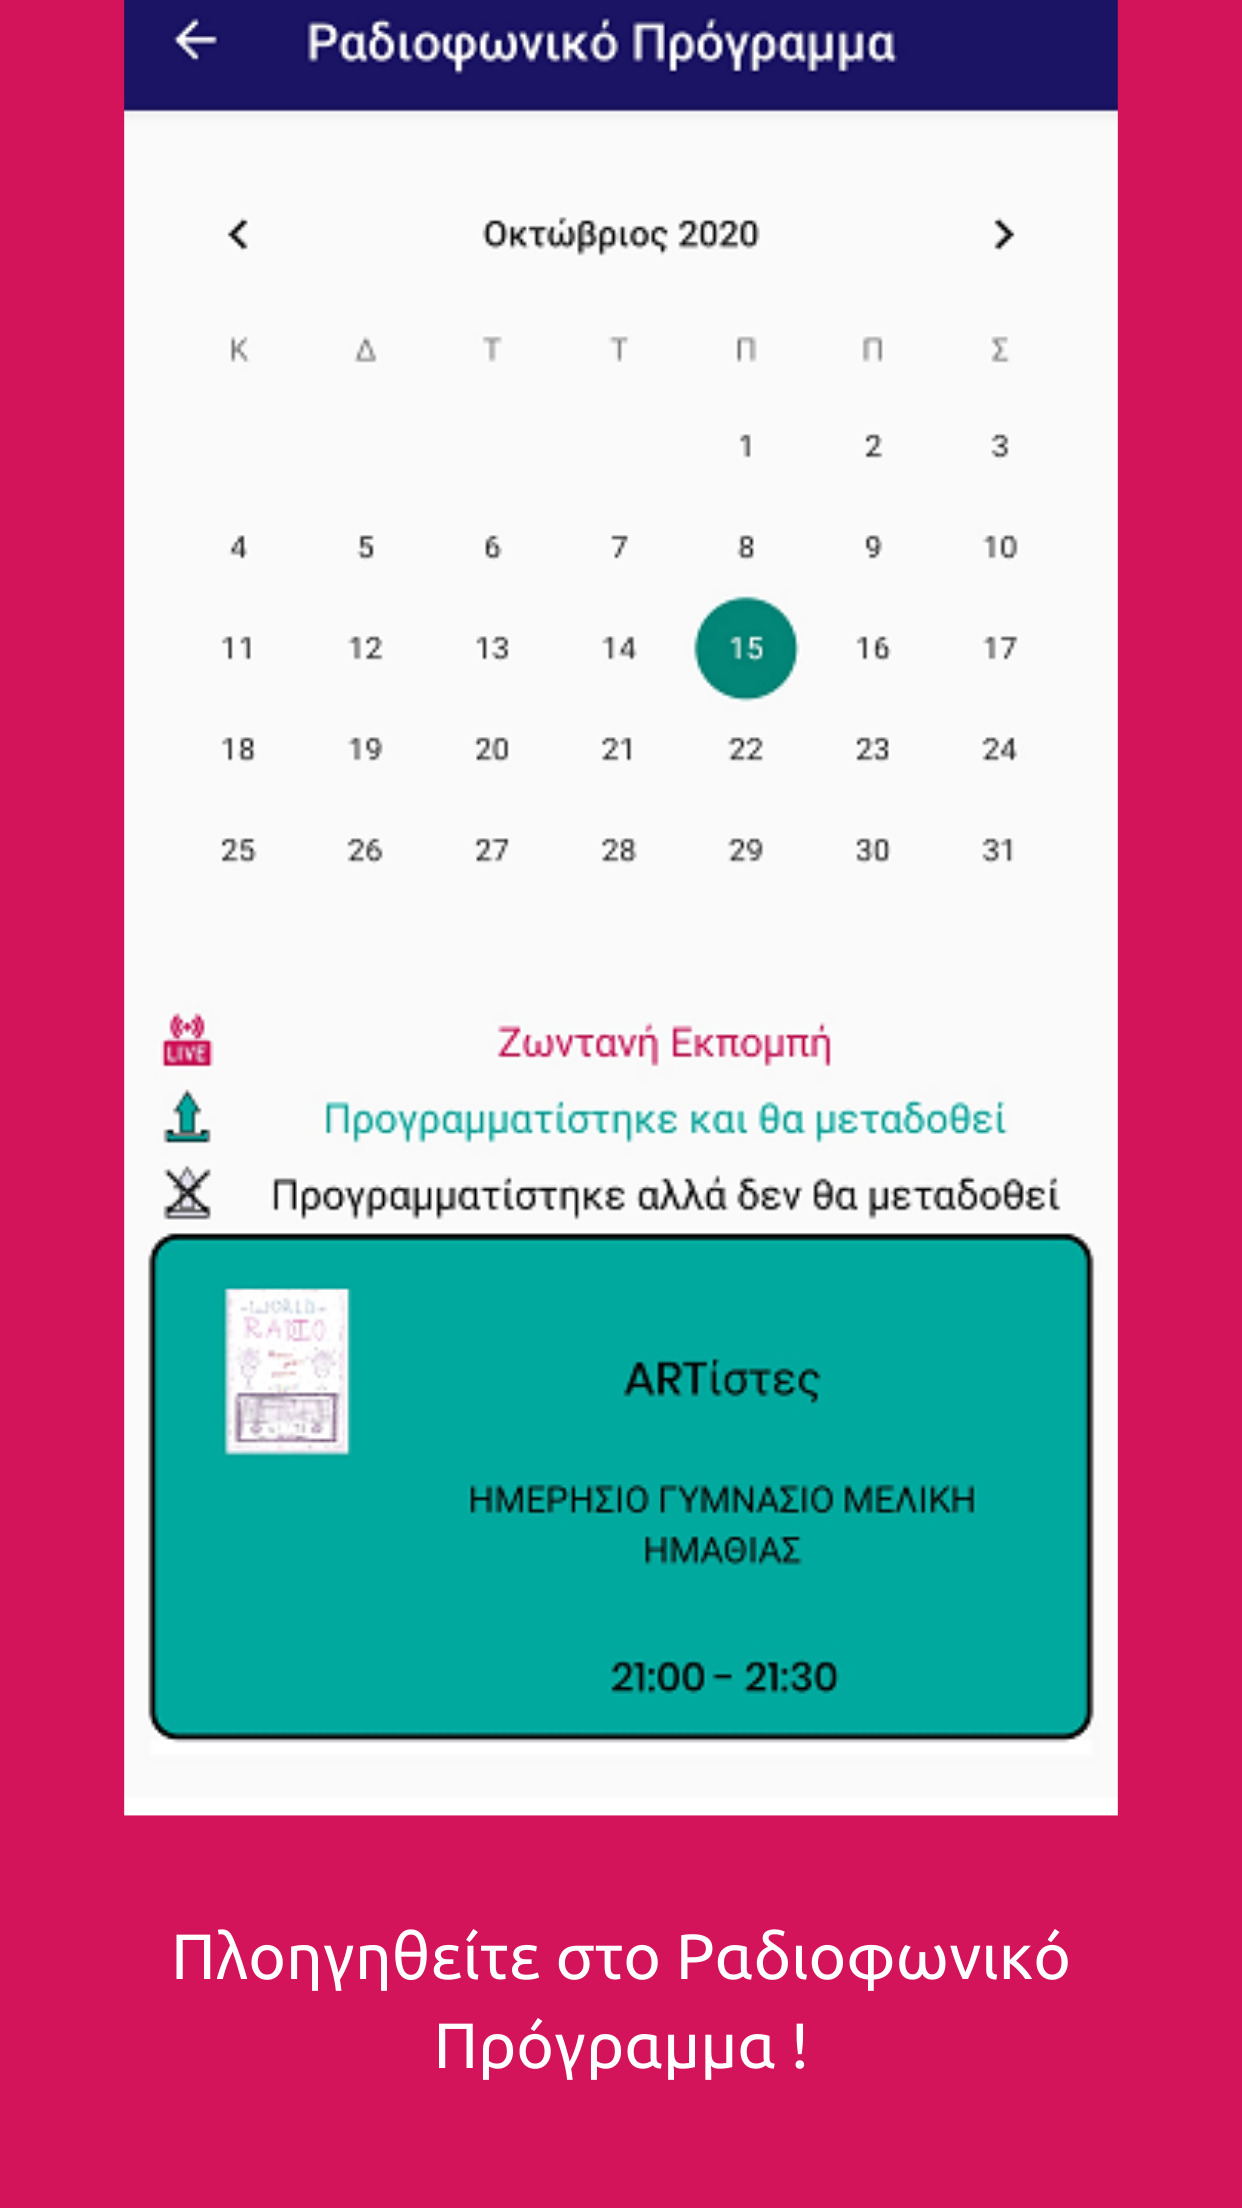 Ραδιοφωνικό Πρόγραμμα
Οκτώβριος 2020
Κ Δ Τ Τ Π Π Σ
1 2 3
4 5 6 7 8 9 10
11 12 13 14 15 16 17
18 19 20 21 22 23 24
25 26 27 28 29 30 31
LIVE
Ζωντανή Εκπομπή
Προγραμματίστηκε και θα μεταδοθεί
Προγραμματίστηκε αλλά δεν θα μεταδοθεί
-WORLD-
RADIO
ARTίστες
ΗΜΕΡΗΣΙΟ ΓΥΜΝΑΣΙΟ ΜΕΛΙΚΗ
ΗΜΑΘΙΑΣ
21:00 - 21:30
Πλοηγηθείτε στο Ραδιοφωνικό
Πρόγραμμα !